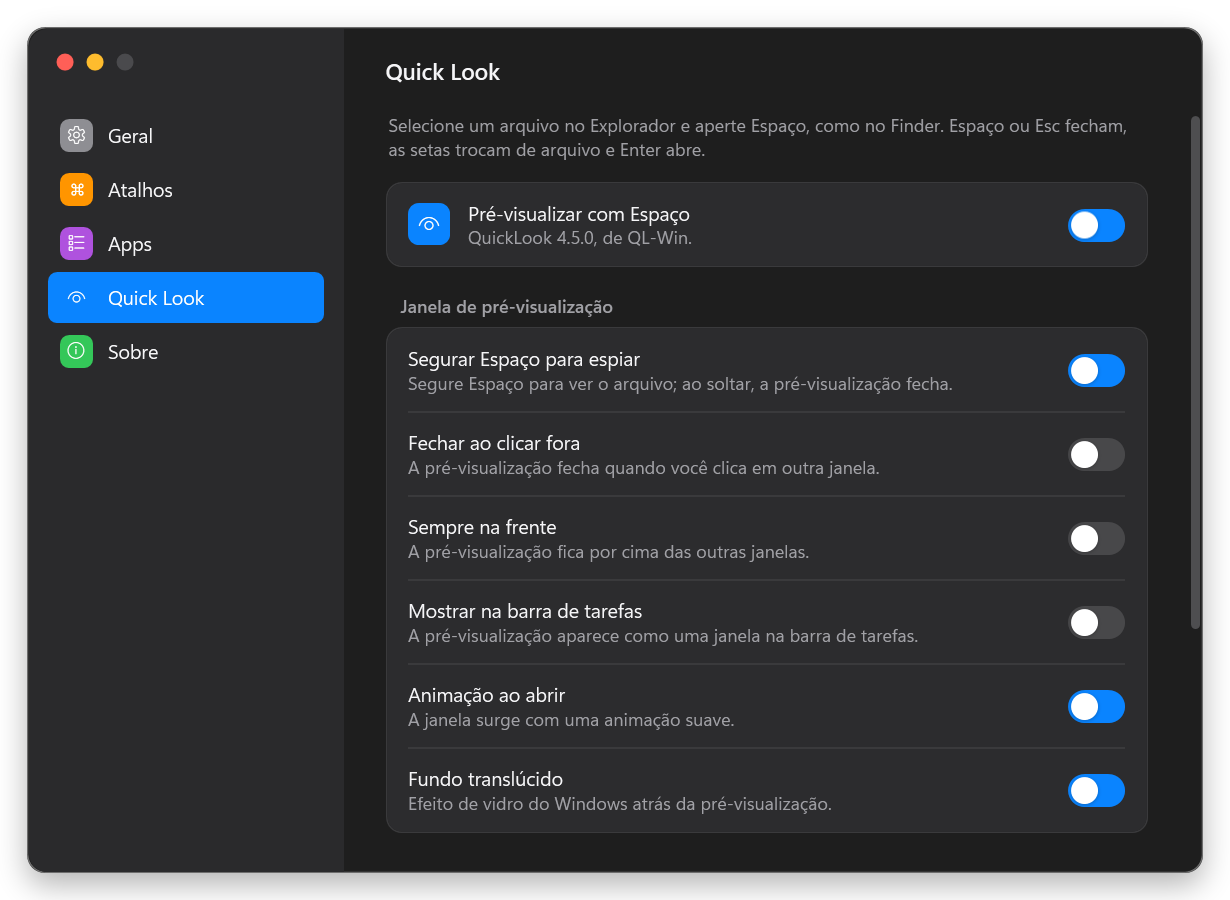 Quick Look
Selecione um arquivo no Explorador e aperte Espaço, como no Finder. Espaço ou Esc fecham,
as setas trocam de arquivo e Enter abre.
Geral
Atalhos
Apps
Quick Look
Sobre
Pré-visualizar com Espaço
QuickLook 4.5.0, de QL-Win.
Janela de pré-visualização
Segurar Espaço para espiar
Segure Espaço para ver o arquivo; ao soltar, a pré-visualização fecha.
Fechar ao clicar fora
A pré-visualização fecha quando você clica em outra janela.
Sempre na frente
A pré-visualização fica por cima das outras janelas.
Mostrar na barra de tarefas
A pré-visualização aparece como uma janela na barra de tarefas.
Animação ao abrir
A janela surge com uma animação suave.
Fundo translúcido
Efeito de vidro do Windows atrás da pré-visualização.